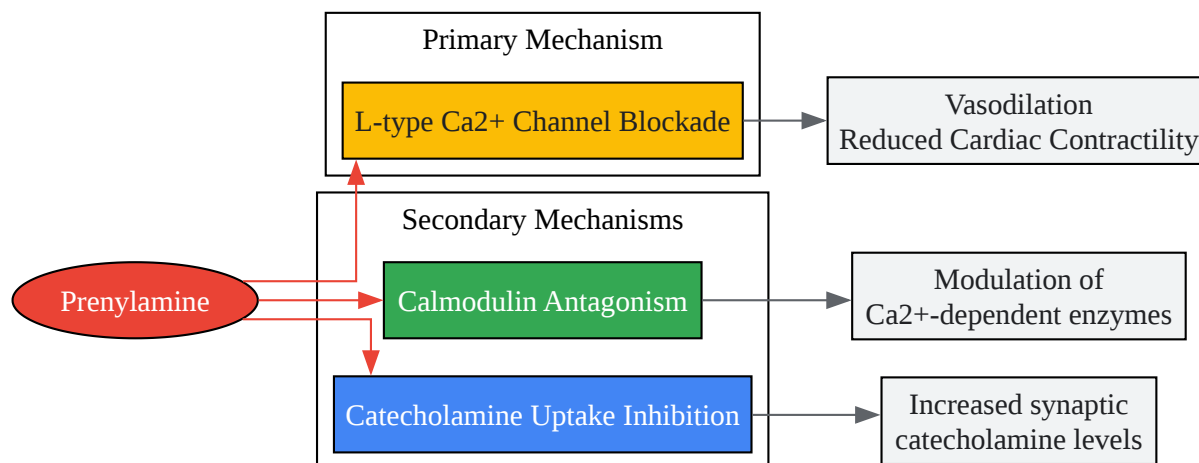 Primary Mechanism
L-type Ca2+ Channel Blockade
Vasodilation
Reduced Cardiac Contractility
Secondary Mechanisms
Prenylamine
Calmodulin Antagonism
Modulation of
Ca2+-dependent enzymes
Catecholamine Uptake Inhibition
Increased synaptic
catecholamine levels